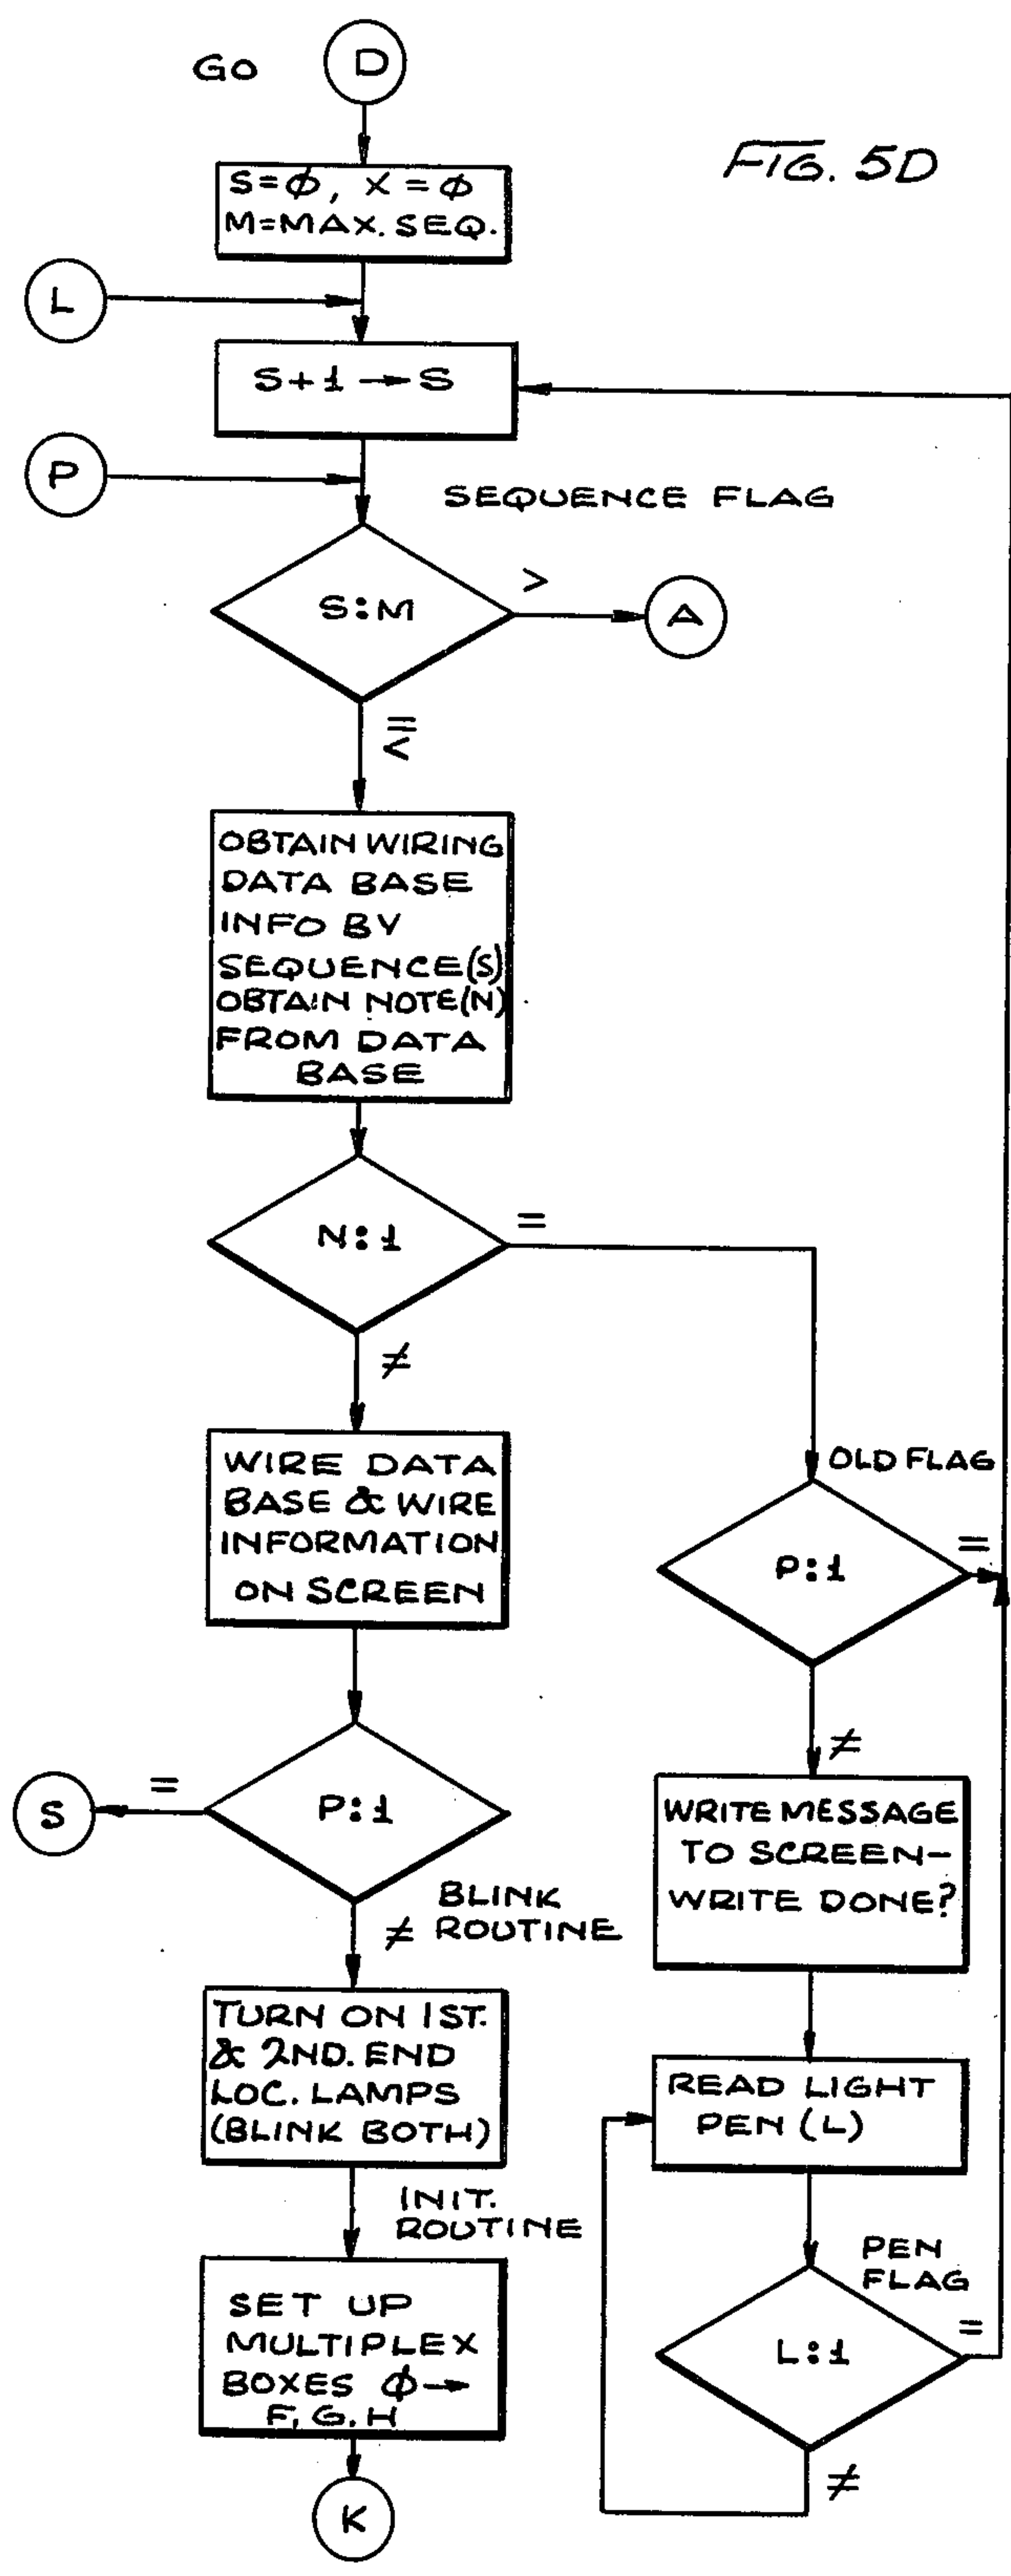 GO
D
FIG. 5D
S=φ, X=φ
M=MAX. SEQ.
L
S+1→S
P
SEQUENCE FLAG
S:M
>
A
=
<
OBTAIN WIRING
DATA BASE
INFO BY
SEQUENCE(S)
OBTAIN NOTE(N)
FROM DATA
BASE
N:1
=
≠
WIRE DATA
BASE & WIRE
INFORMATION
ON SCREEN
OLD FLAG
P:1
=
≠
P:1
=
S
BLINK
≠ ROUTINE
WRITE MESSAGE
TO SCREEN-
WRITE DONE?
TURN ON 1ST.
& 2ND. END
LOC. LAMPS
(BLINK BOTH)
READ LIGHT
PEN (L)
INIT.
ROUTINE
PEN
FLAG
SET UP
MULTIPLEX
BOXES φ→
F, G, H
L:1
=
≠
K